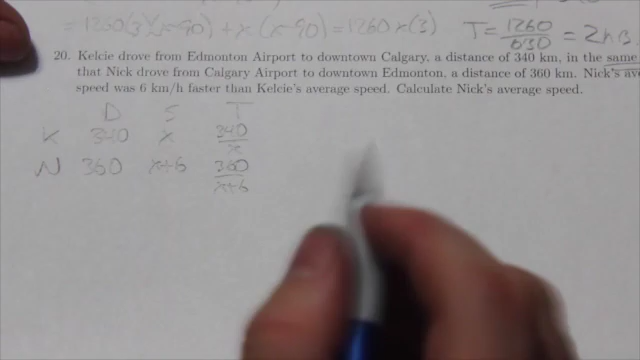 = 1260(3)(x-90) + x(x-90) = 1260x(3)
T = 1260/630 = 2
20. Kelcie drove from Edmonton Airport to downtown Calgary, a distance of 340 km, in the same
that Nick drove from Calgary Airport to downtown Edmonton, a distance of 360 km. Nick's
speed was 6 km/h faster than Kelcie's average speed. Calculate Nick's average speed.
D S T
K 340 x 340/x
N 360 x+6 360/x+6